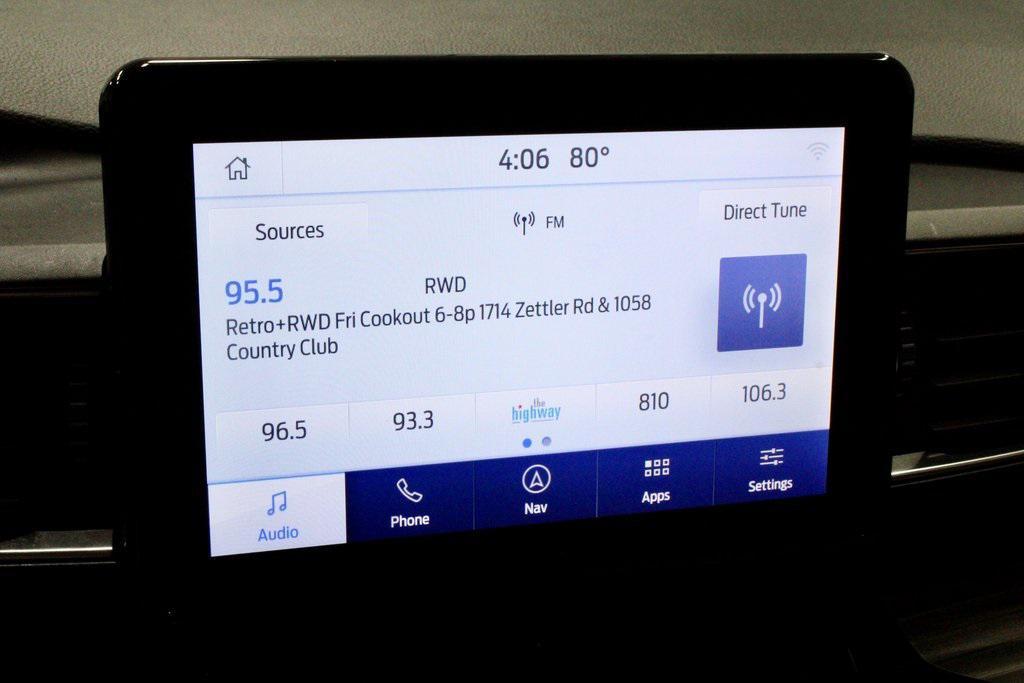 4:06 80°
Sources
FM
Direct Tune
95.5
RWD
Retro+RWD Fri Cookout 6-8p 1714 Zettler Rd & 1058
Country Club
96.5
93.3
the
highway
810
106.3
Audio
Phone
Nav
Apps
Settings